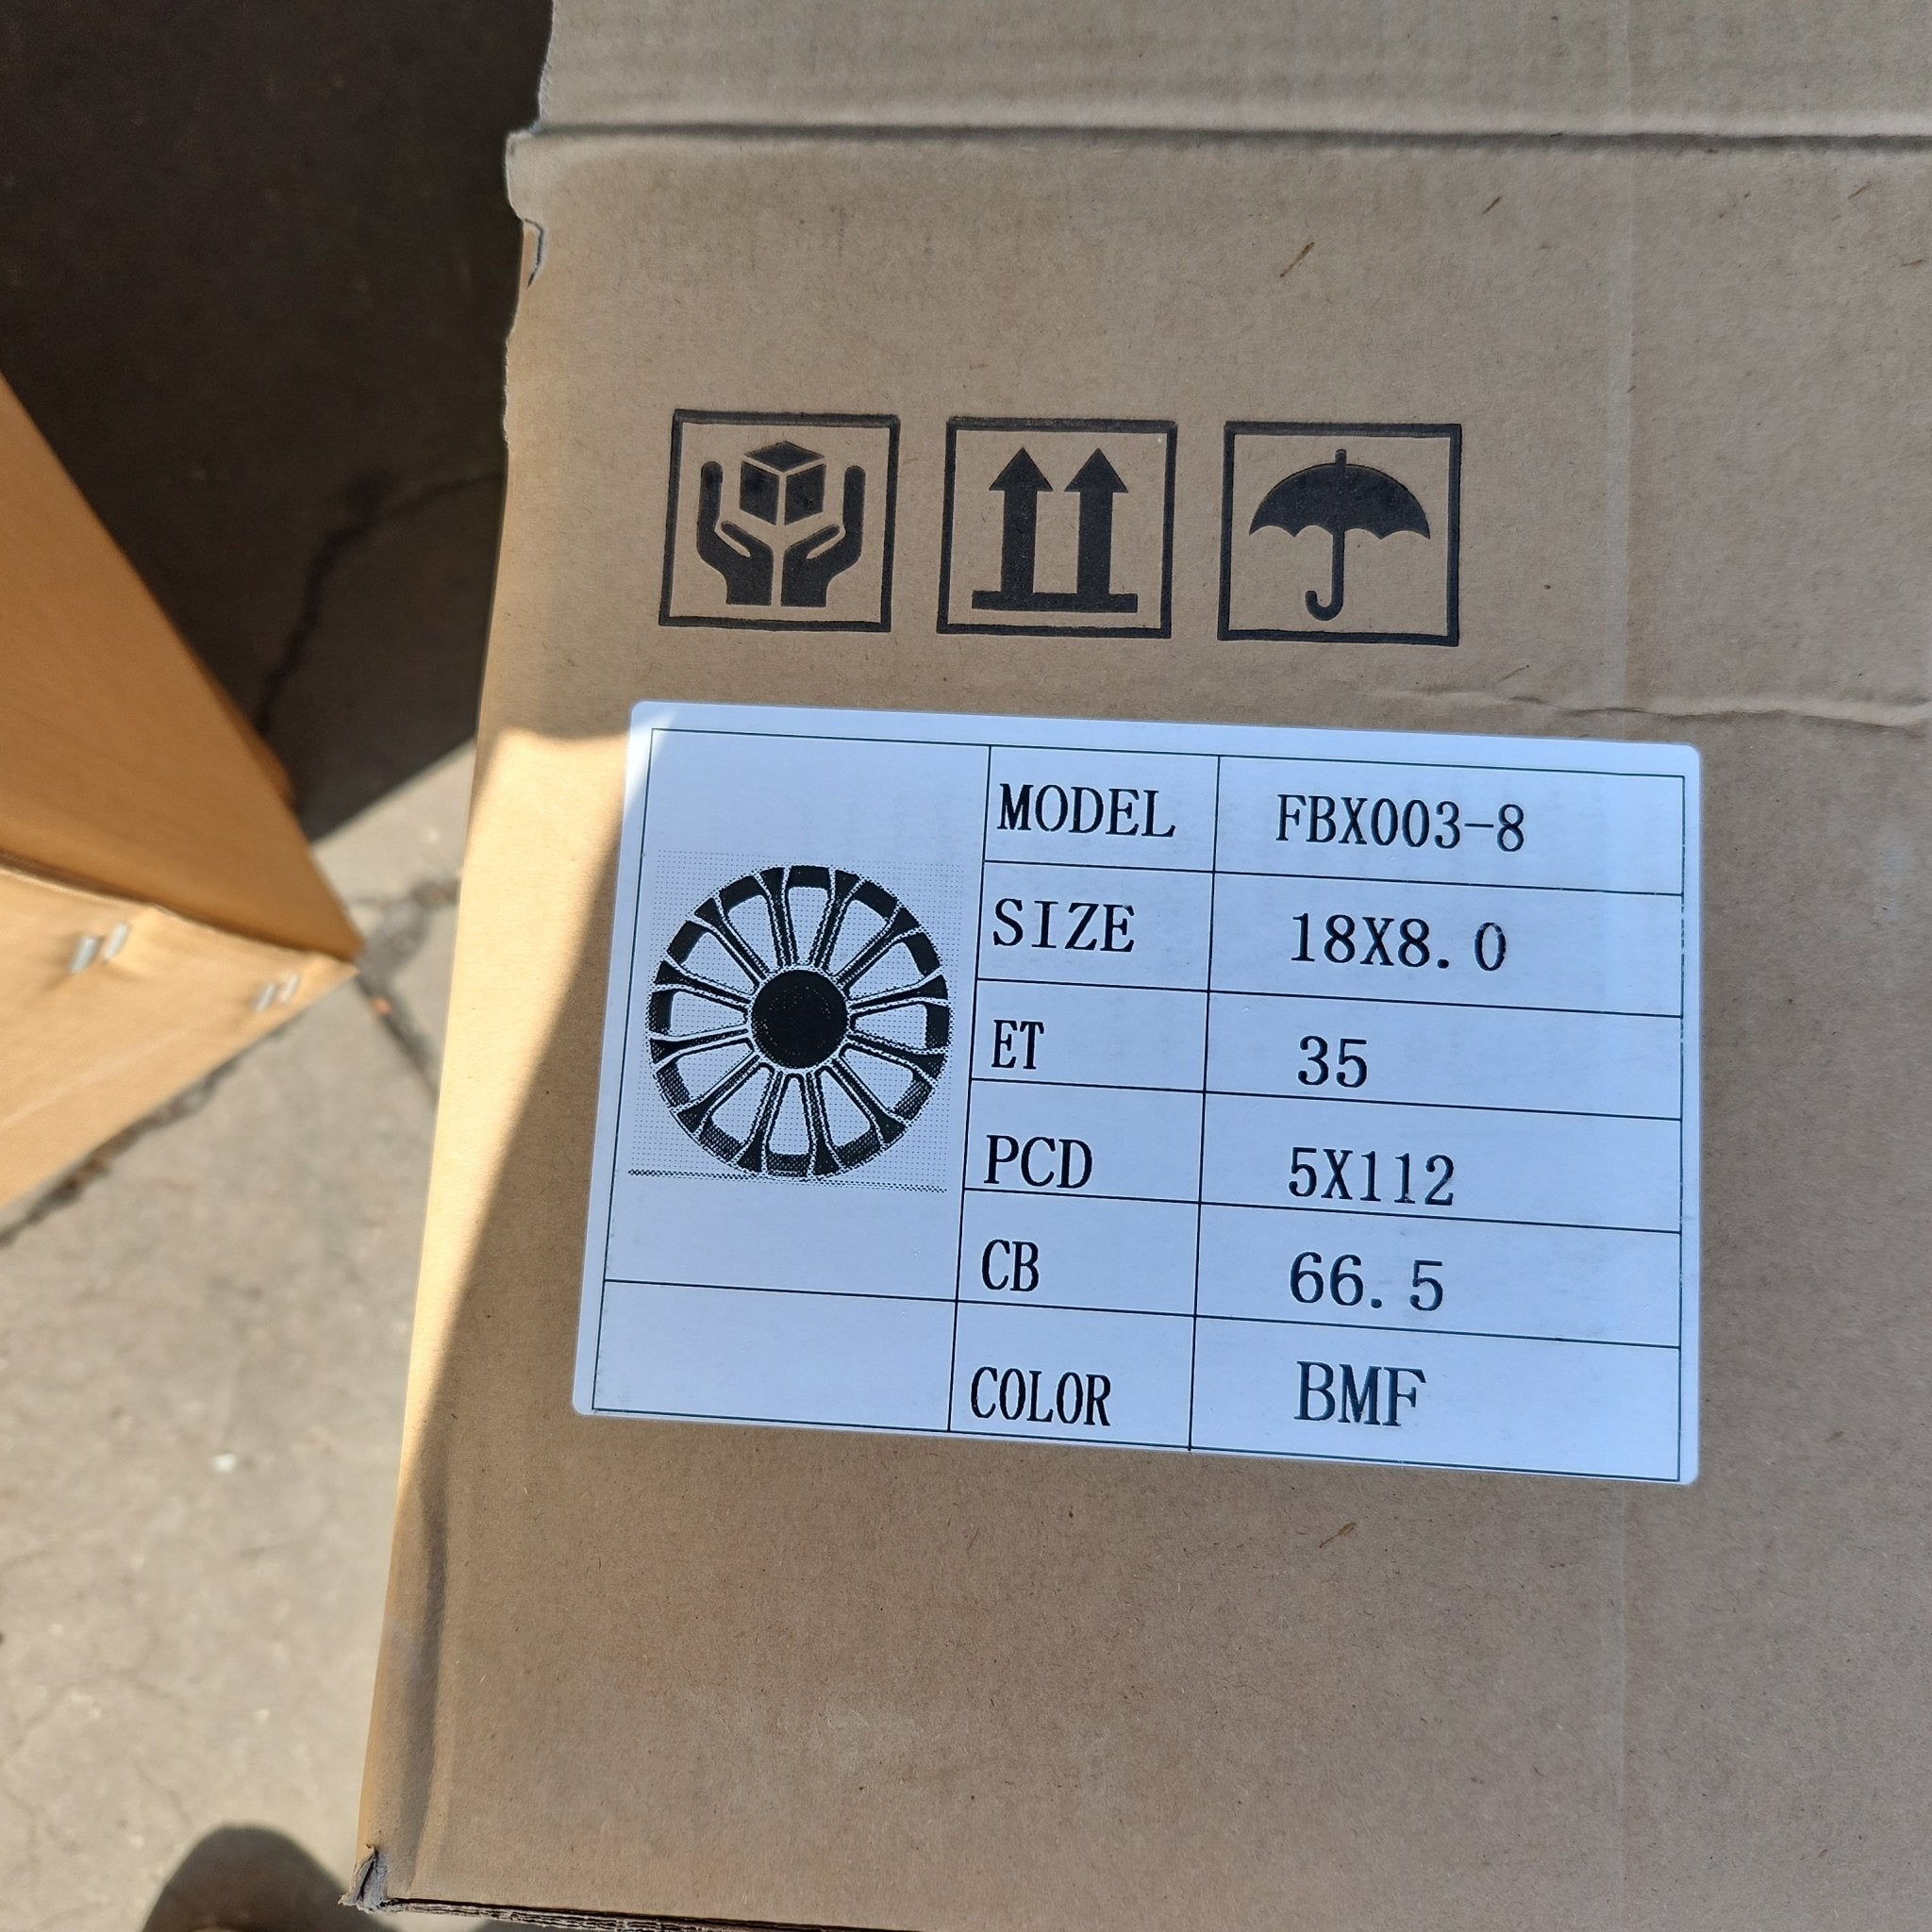 MODEL FBX003-8
SIZE 18X8.0
ET 35
PCD 5X112
CB 66.5
COLOR BMF